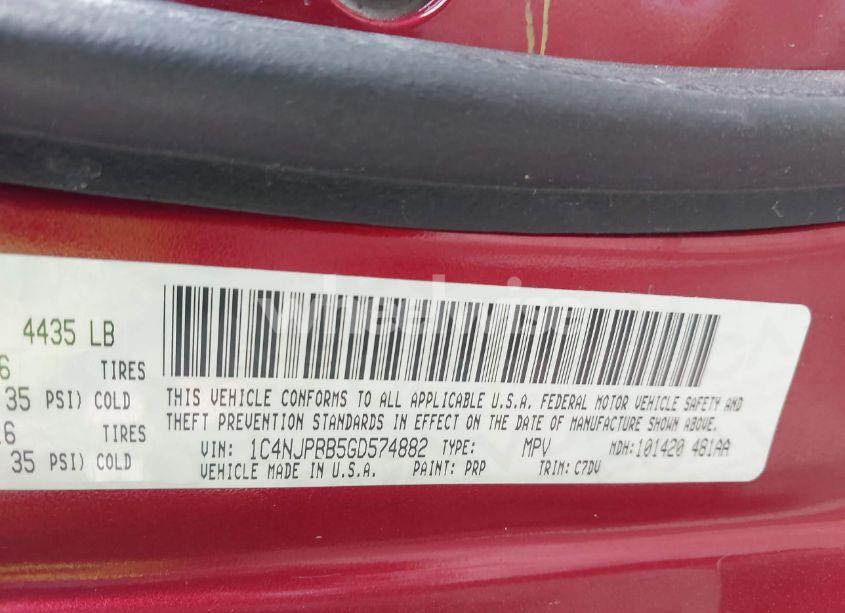 4435 LB
6 TIRES
35 PSI) COLD
16 TIRES
35 PSI) COLD
THIS VEHICLE CONFORMS TO ALL APPLICABLE U.S.A. FEDERAL MOTOR VEHICLE SAFETY AND
THEFT PREVENTION STANDARDS IN EFFECT ON THE DATE OF MANUFACTURE SHOWN ABOVE.
VIN: 1C4NJPBB5GD574882 TYPE: MPV MDH:101420 481AA
VEHICLE MADE IN U.S.A. PAINT: PRP TRIM: C7DV